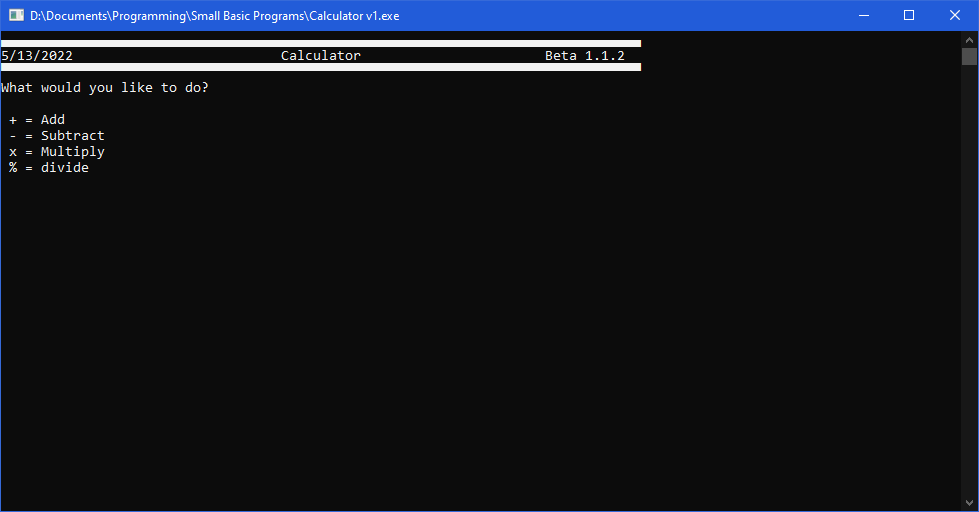 D:\Documents\Programming\Small Basic Programs\Calculator v1.exe
5/13/2022 Calculator Beta 1.1.2
What would you like to do?
+ = Add
- = Subtract
x = Multiply
% = divide